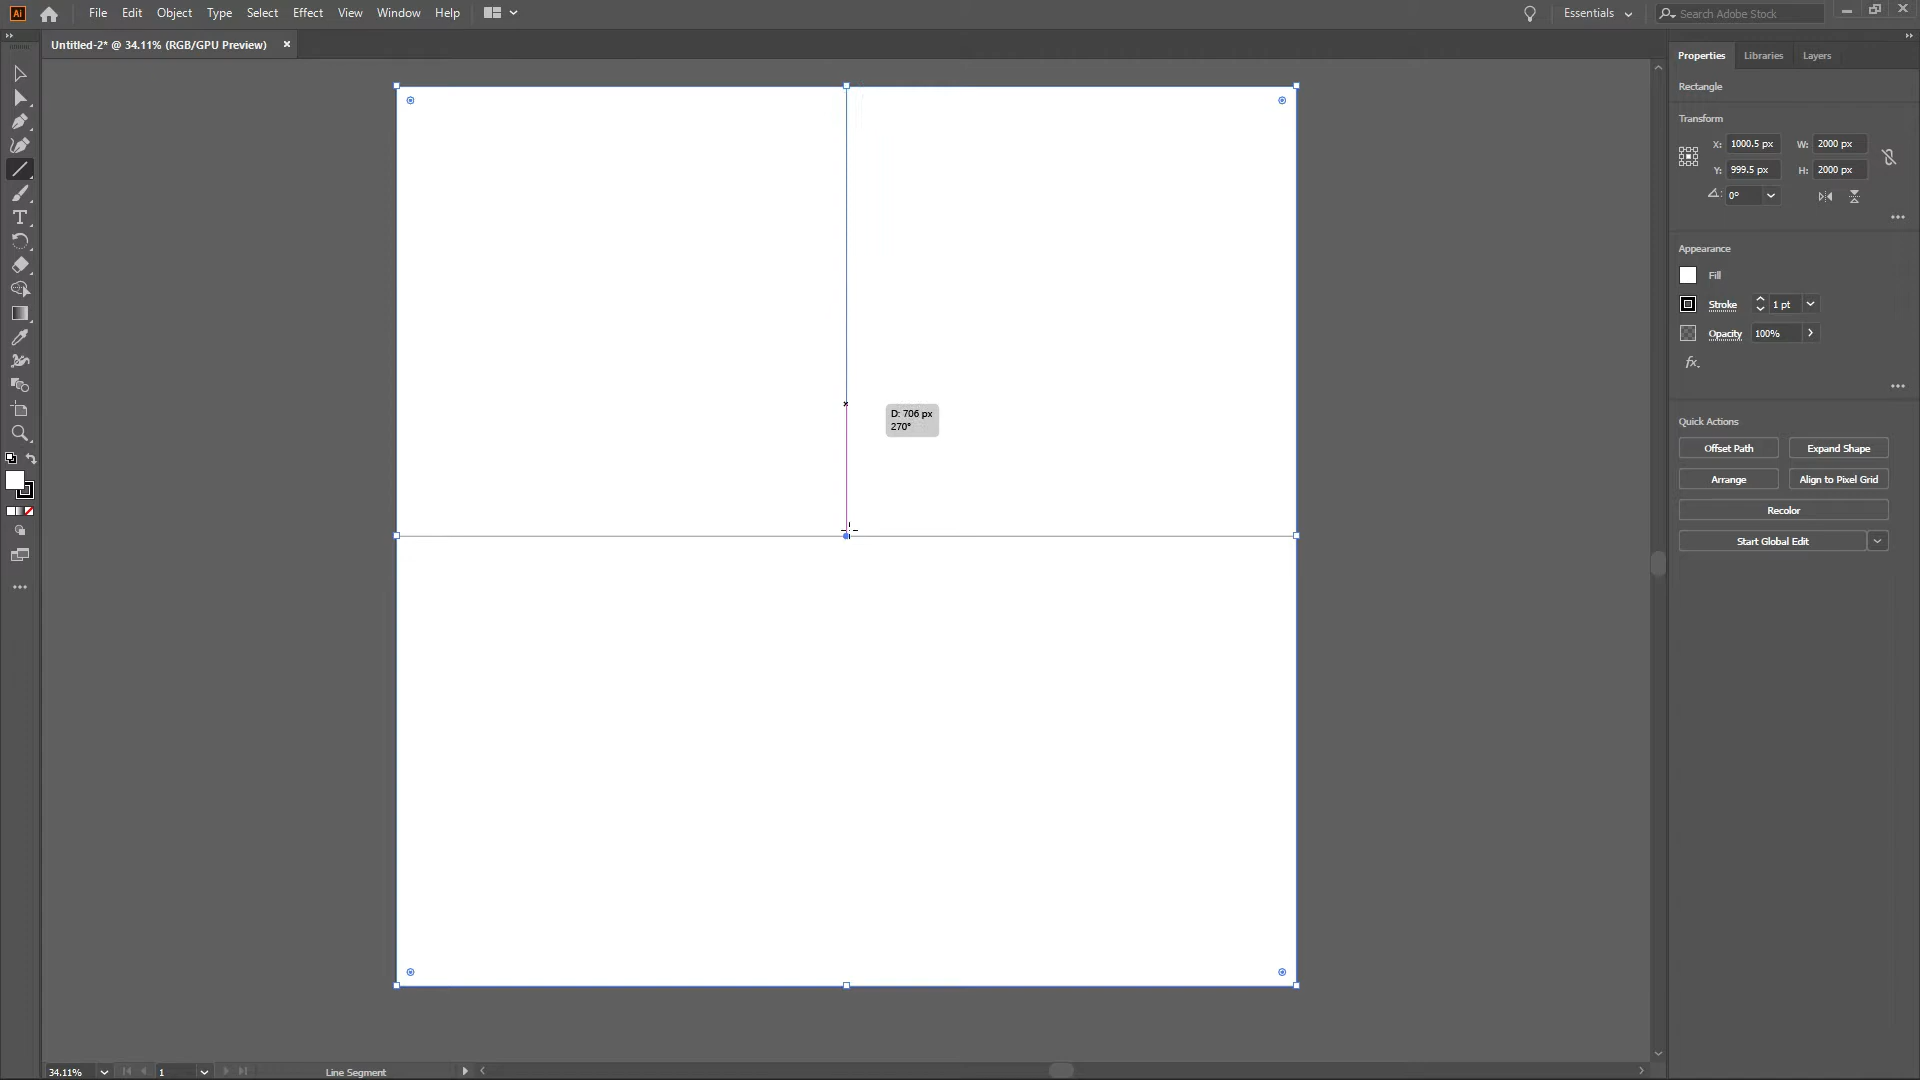 Ai File Edit Object Type Select Effect View Window Help Essentials Search Adobe Stock
Untitled-2* @ 34.11% (RGB/GPU Preview)
Properties Libraries Layers
Rectangle
Transform
X: 1000.5 px W: 2000 px
Y: 999.5 px H: 2000 px
0°
Appearance
Fill
Stroke 1 pt
Opacity 100%
fx.
D: 706 px
270°
Quick Actions
Offset Path Expand Shape
Arrange Align to Pixel Grid
Recolor
Start Global Edit
34.11% 1 Line Segment